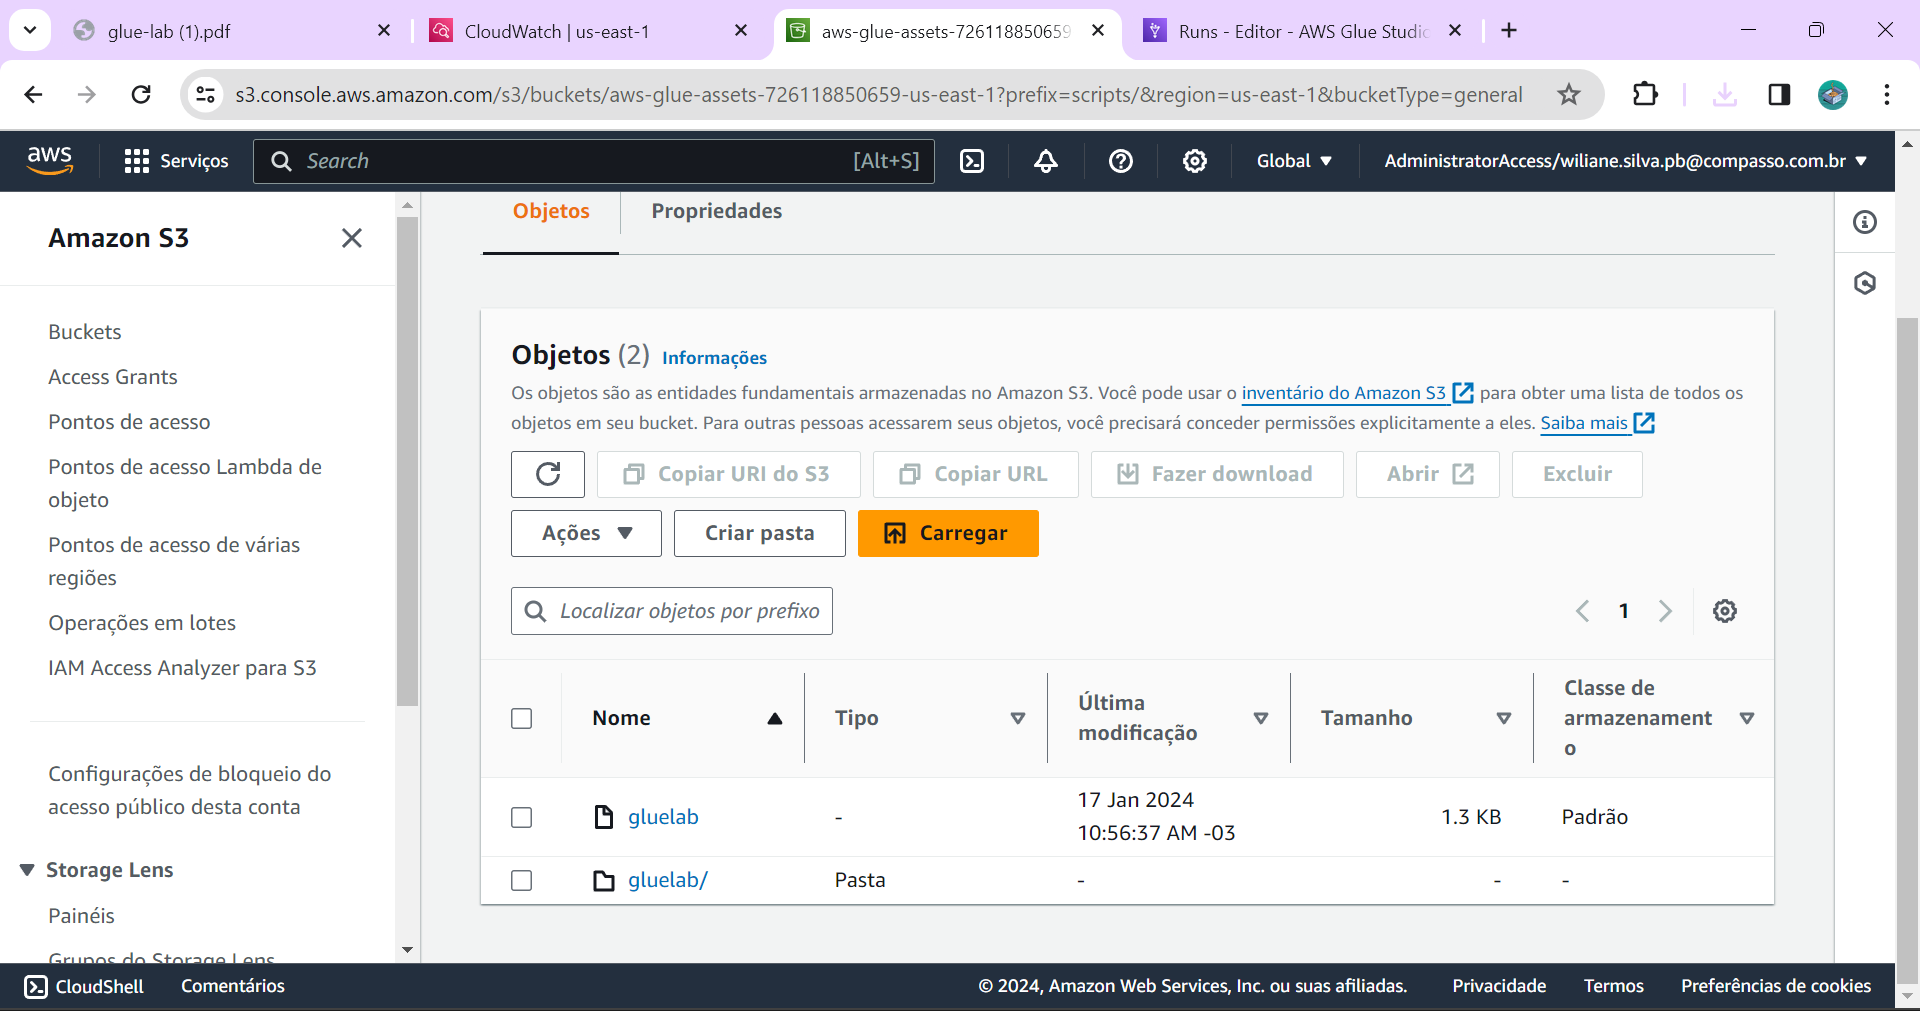 glue-lab (1).pdf
CloudWatch | us-east-1
aws-glue-assets-726118850659
Runs - Editor - AWS Glue Studio
s3.console.aws.amazon.com/s3/buckets/aws-glue-assets-726118850659-us-east-1?prefix=scripts/&region=us-east-1&bucketType=general
aws
Serviços
Search
[Alt+S]
Global
AdministratorAccess/wiliane.silva.pb@compasso.com.br
Amazon S3
Buckets
Access Grants
Pontos de acesso
Pontos de acesso Lambda de
objeto
Pontos de acesso de várias
regiões
Operações em lotes
IAM Access Analyzer para S3
Configurações de bloqueio do
acesso público desta conta
Storage Lens
Painéis
Grupos do Storage Lens
Objetos
Propriedades
Objetos (2) Informações
Os objetos são as entidades fundamentais armazenadas no Amazon S3. Você pode usar o inventário do Amazon S3 para obter uma lista de todos os
objetos em seu bucket. Para outras pessoas acessarem seus objetos, você precisará conceder permissões explicitamente a eles. Saiba mais
Copiar URI do S3
Copiar URL
Fazer download
Abrir
Excluir
Ações
Criar pasta
Carregar
Localizar objetos por prefixo
1
Nome
Tipo
Última
modificação
Tamanho
Classe de
armazenament
o
gluelab
-
17 Jan 2024
10:56:37 AM -03
1.3 KB
Padrão
gluelab/
Pasta
-
-
-
CloudShell
Comentários
© 2024, Amazon Web Services, Inc. ou suas afiliadas.
Privacidade
Termos
Preferências de cookies